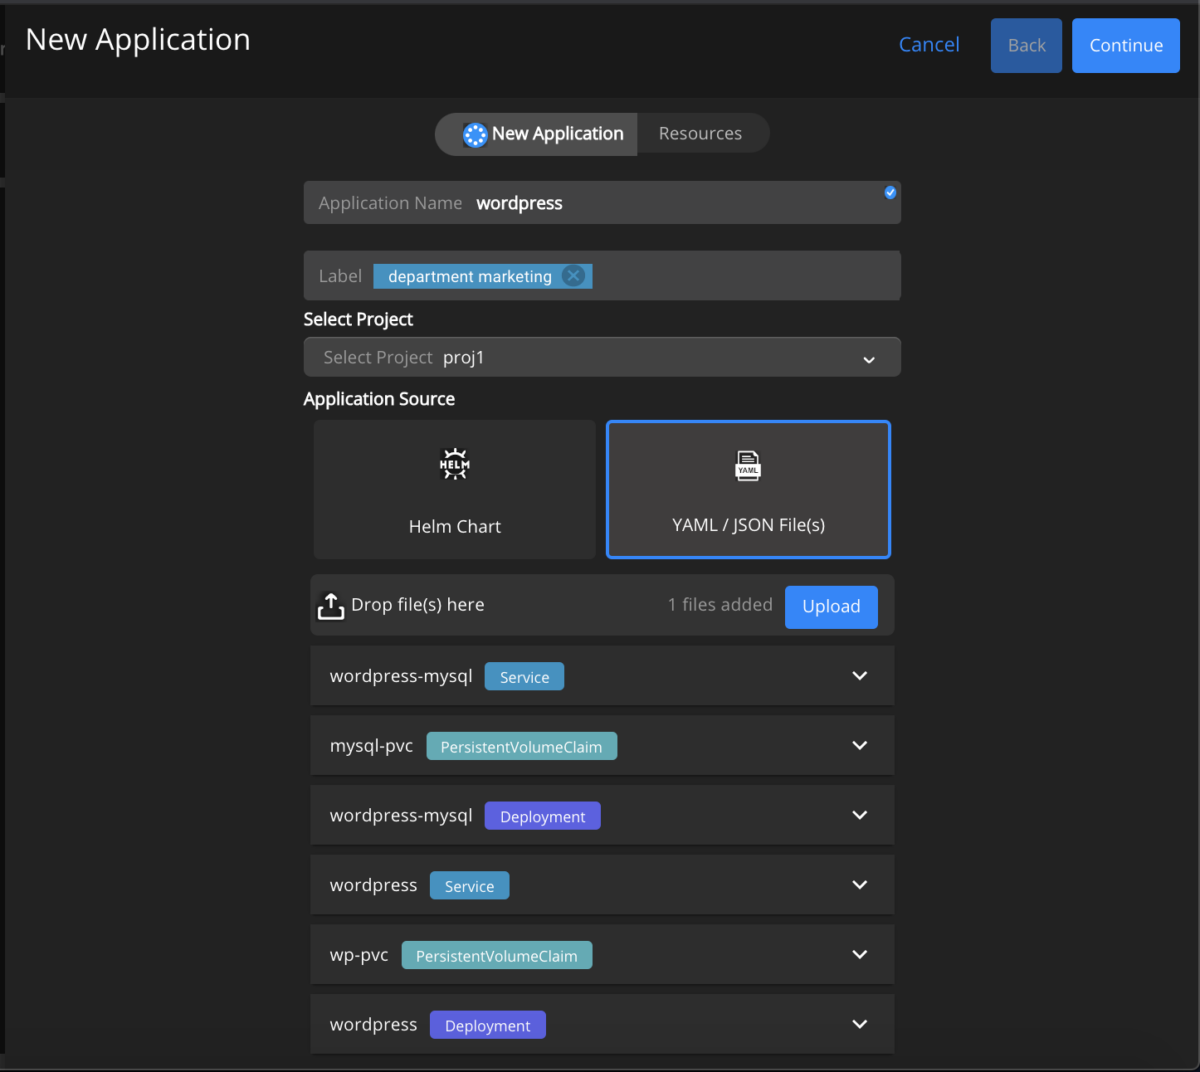 New Application
Cancel Back Continue
New Application Resources
Application Name wordpress
Label department marketing
Select Project
Select Project proj1
Application Source
HELM YAML
Helm Chart YAML / JSON File(s)
Drop file(s) here 1 files added Upload
wordpress-mysql Service
mysql-pvc PersistentVolumeClaim
wordpress-mysql Deployment
wordpress Service
wp-pvc PersistentVolumeClaim
wordpress Deployment